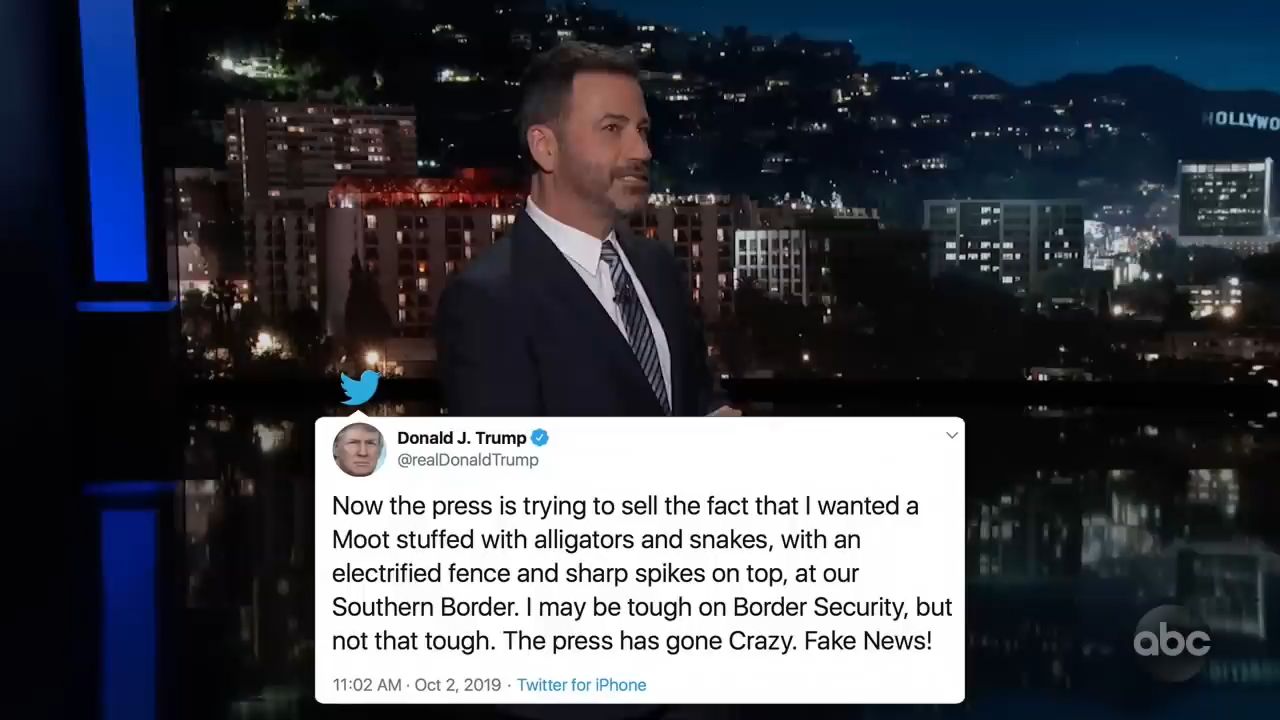 HOLLYWO
Donald J. Trump
@realDonaldTrump
Now the press is trying to sell the fact that I wanted a
Moot stuffed with alligators and snakes, with an
electrified fence and sharp spikes on top, at our
Southern Border. I may be tough on Border Security, but
not that tough. The press has gone Crazy. Fake News!
11:02 AM · Oct 2, 2019 · Twitter for iPhone
abc